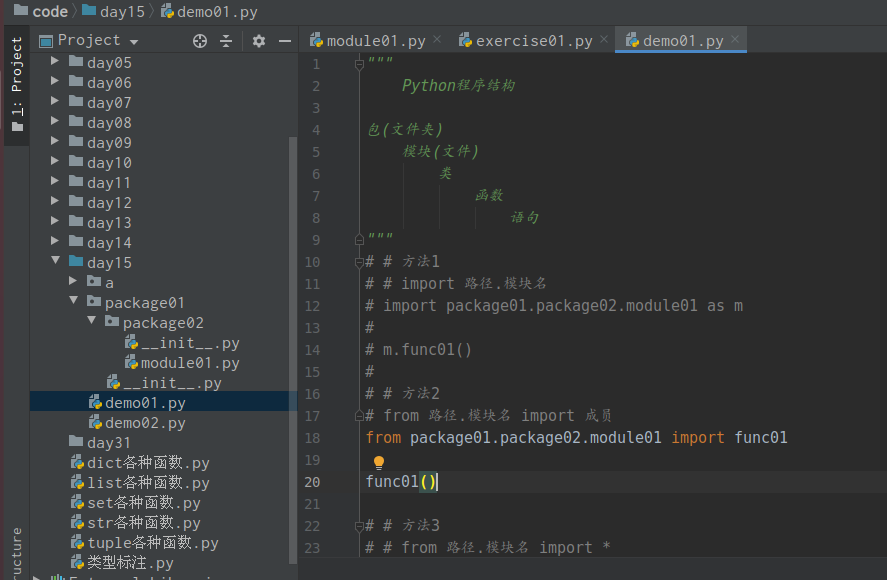 code
day15
demo01.py
1: Project
Project
module01.py
exercise01.py
demo01.py
day05
day06
day07
day08
day09
day10
day11
day12
day13
day14
day15
a
package01
package02
__init__.py
module01.py
__init__.py
demo01.py
demo02.py
day31
dict各种函数.py
list各种函数.py
set各种函数.py
str各种函数.py
tuple各种函数.py
类型标注.py
ructure
1 """
2 Python程序结构
3
4 包(文件夹)
5 模块(文件)
6 类
7 函数
8 语句
9 """
10 # # 方法1
11 # # import 路径.模块名
12 # import package01.package02.module01 as m
13 #
14 # m.func01()
15 #
16 # # 方法2
17 # from 路径.模块名 import 成员
18 from package01.package02.module01 import func01
19
20 func01()
21
22 # # 方法3
23 # # from 路径.模块名 import *